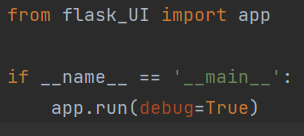 from flask_UI import app
if __name__ == '__main__':
    app.run(debug=True)